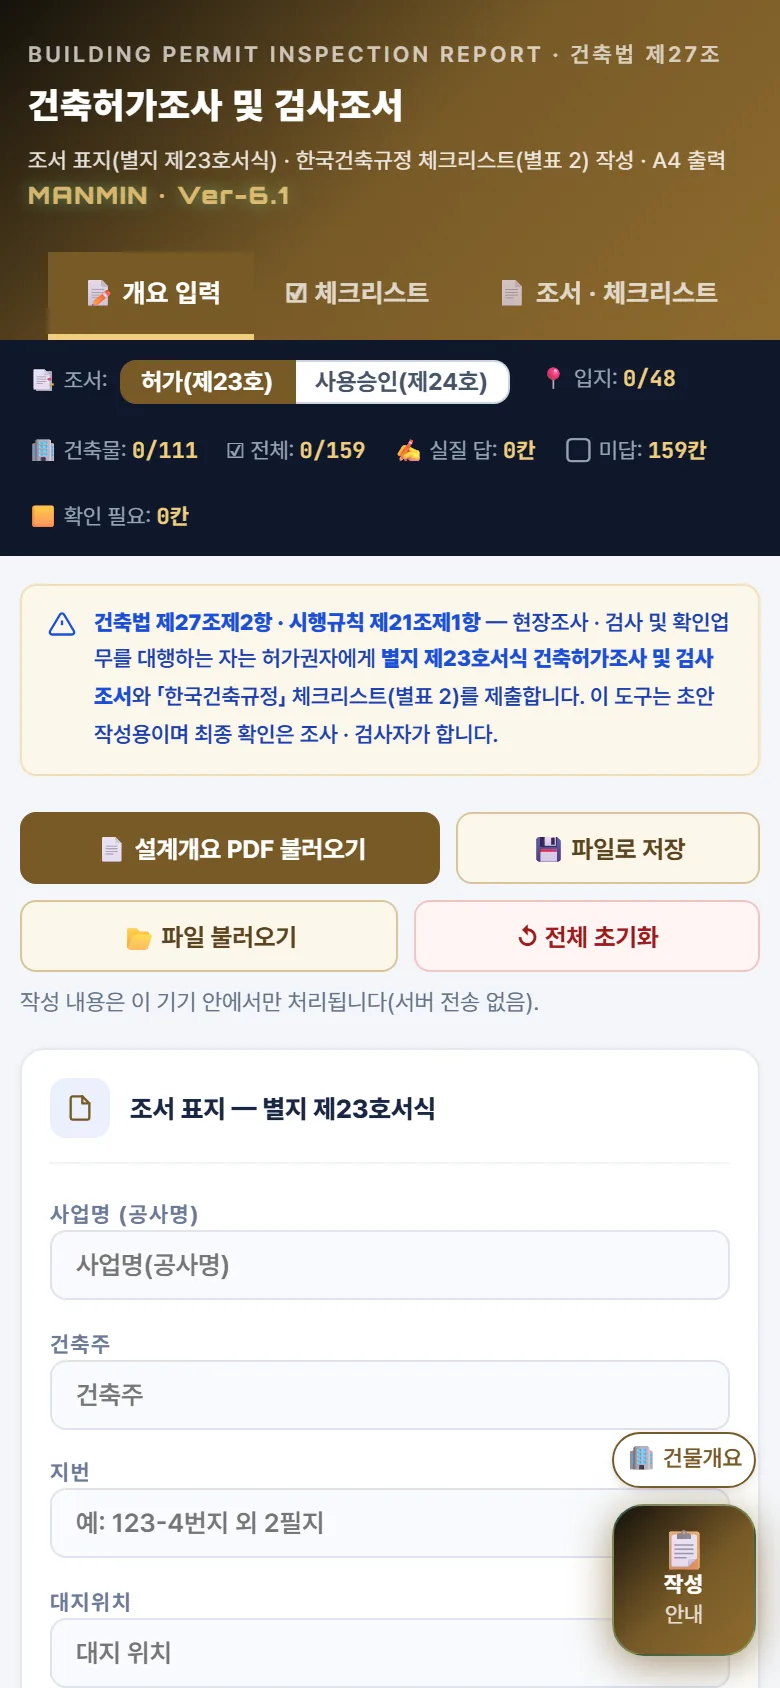 BUILDING PERMIT INSPECTION REPORT · 건축법 제27조
건축허가조사 및 검사조서
조서 표지(별지 제23호서식) · 한국건축규정 체크리스트(별표 2) 작성 · A4 출력
MANMIN · Ver-6.1
개요 입력
체크리스트
조서 · 체크리스트
조서: 허가(제23호) 사용승인(제24호) 입지: 0/48
건축물: 0/111 전체: 0/159 실질 답: 0칸 미답: 159칸
확인 필요: 0칸
건축법 제27조제2항 · 시행규칙 제21조제1항 — 현장조사 · 검사 및 확인업
무를 대행하는 자는 허가권자에게 별지 제23호서식 건축허가조사 및 검사
조서와 「한국건축규정」 체크리스트(별표 2)를 제출합니다. 이 도구는 초안
작성용이며 최종 확인은 조사 · 검사자가 합니다.
설계개요 PDF 불러오기
파일로 저장
파일 불러오기
전체 초기화
작성 내용은 이 기기 안에서만 처리됩니다(서버 전송 없음).
조서 표지 — 별지 제23호서식
사업명 (공사명)
사업명(공사명)
건축주
건축주
건물개요
지번
예: 123-4번지 외 2필지
작성
안내
대지위치
대지 위치